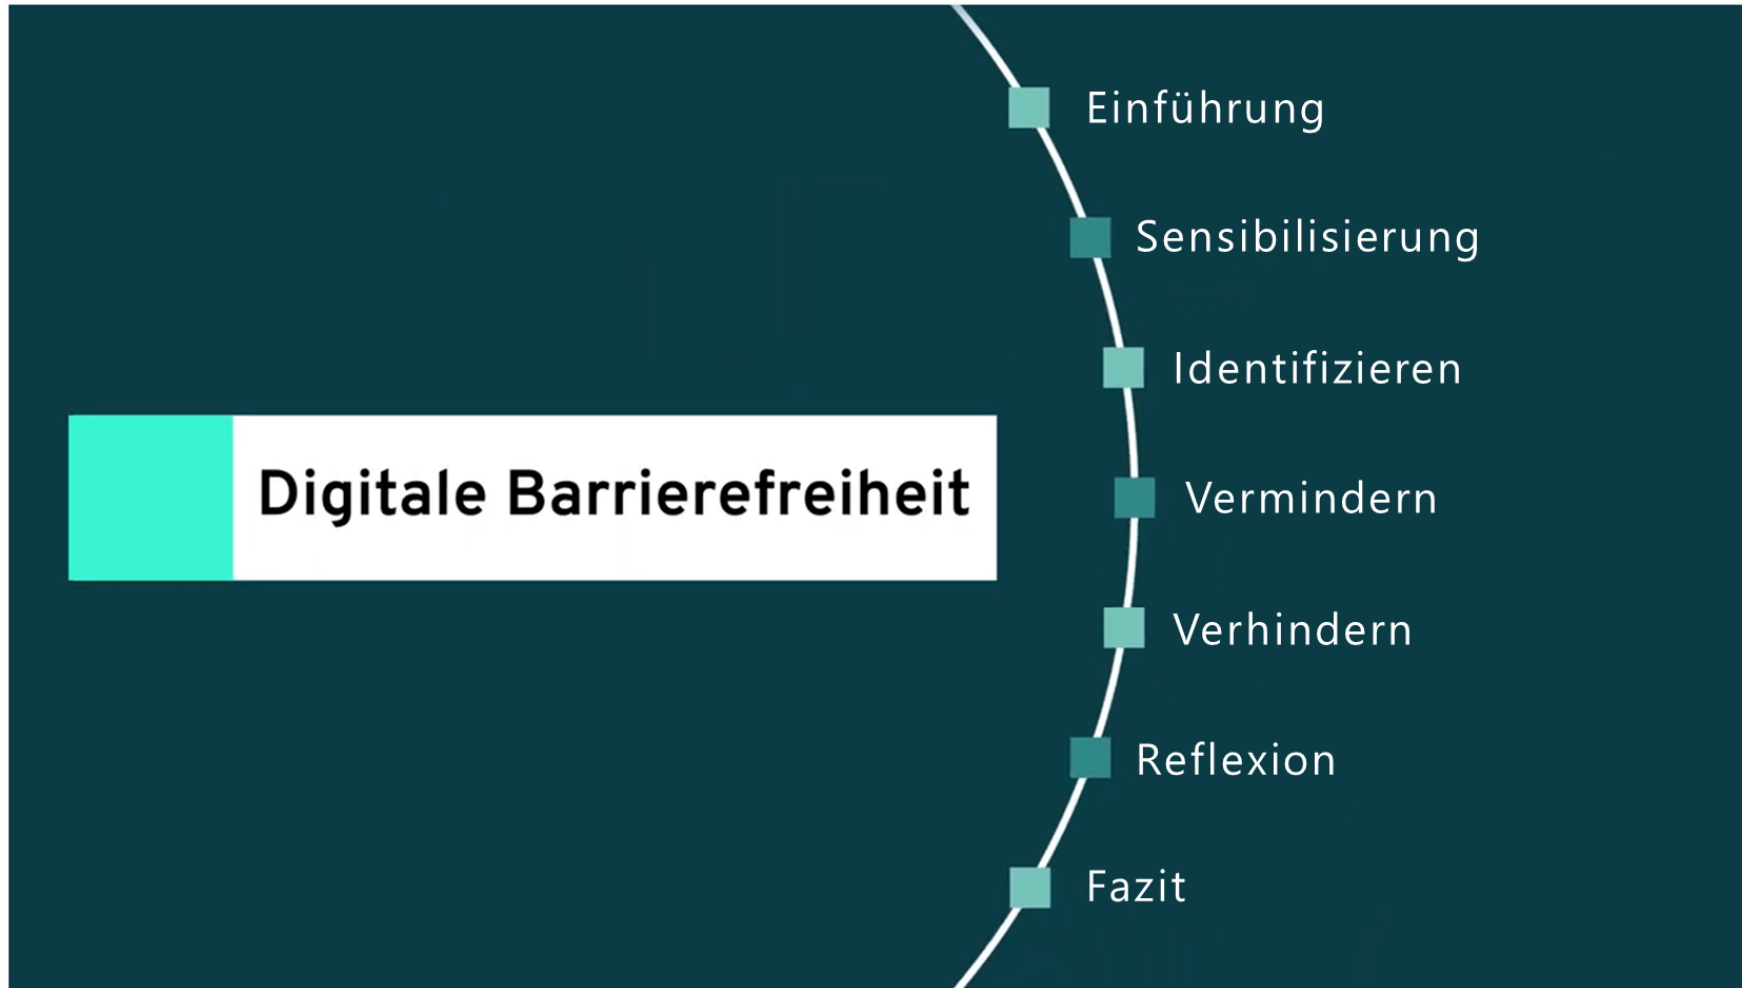 Digitale Barrierefreiheit
Einführung
Sensibilisierung
Identifizieren
Vermindern
Verhindern
Reflexion
Fazit